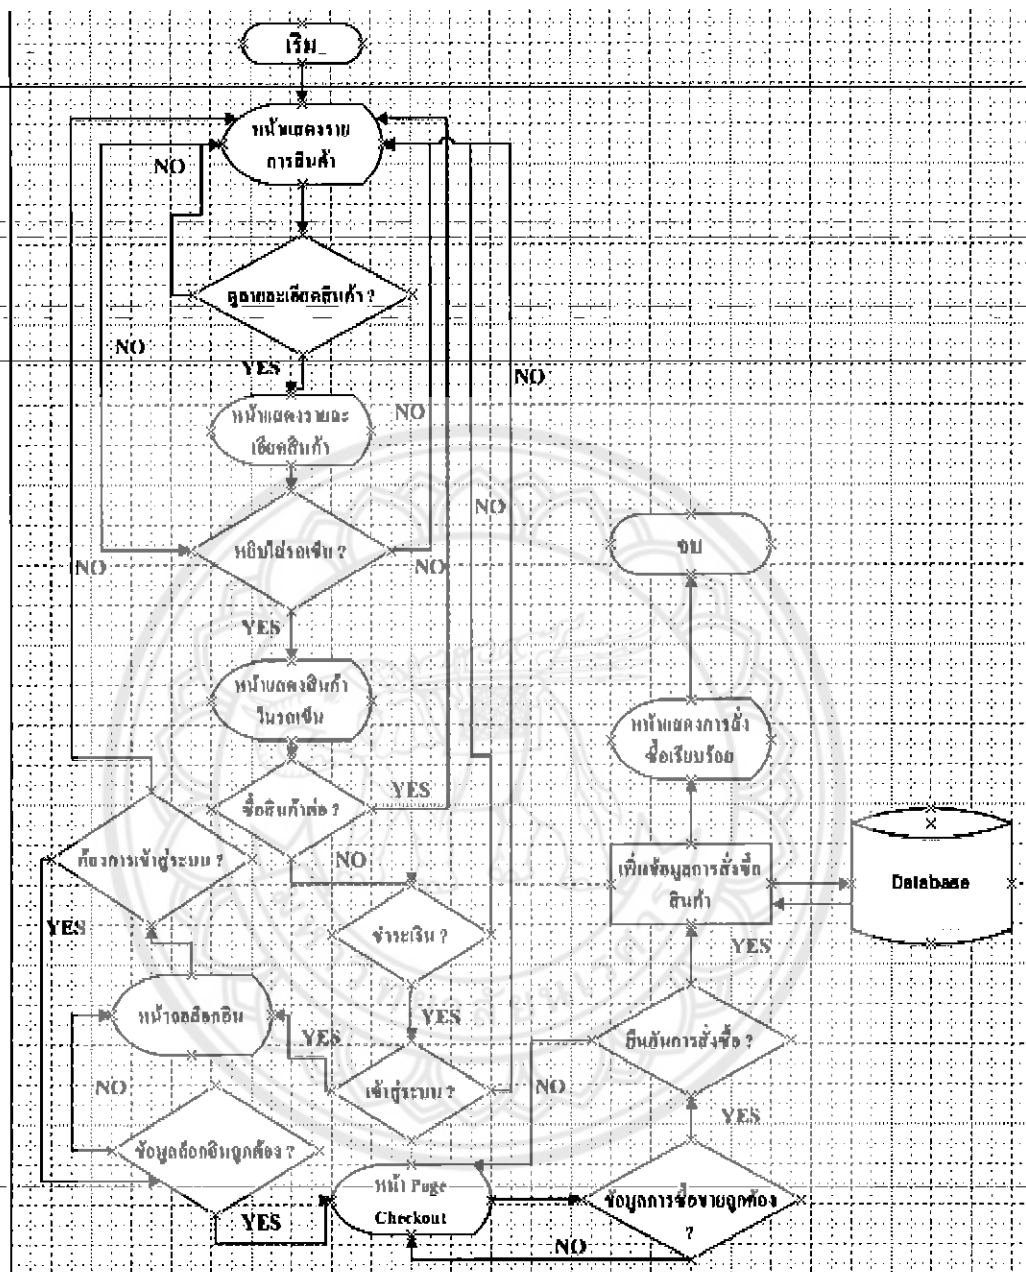 เริ่ม
หน้าแสดงราย
การสินค้า
NO
ดูรายละเอียดสินค้า ?
NO
YES
NO
หน้าแสดงรายละ
เอียดสินค้า
NO
NO
หยิบใส่รถเข็น ?
NO
NO
จบ
YES
หน้าแสดงสินค้า
ในรถเข็น
หน้าแสดงการสั่ง
ซื้อเรียบร้อย
ซื้อสินค้าต่อ ?
YES
ต้องการเข้าสู่ระบบ ?
NO
เพิ่มข้อมูลการสั่งซื้อ
สินค้า
Database
YES
ชำระเงิน ?
YES
หน้าจอล็อกอิน
YES
YES
ยืนยันการสั่งซื้อ ?
NO
เข้าสู่ระบบ ?
NO
YES
ข้อมูลล็อกอินถูกต้อง ?
หน้า Page
Checkout
ข้อมูลการซื้อขายถูกต้อง
?
YES
NO